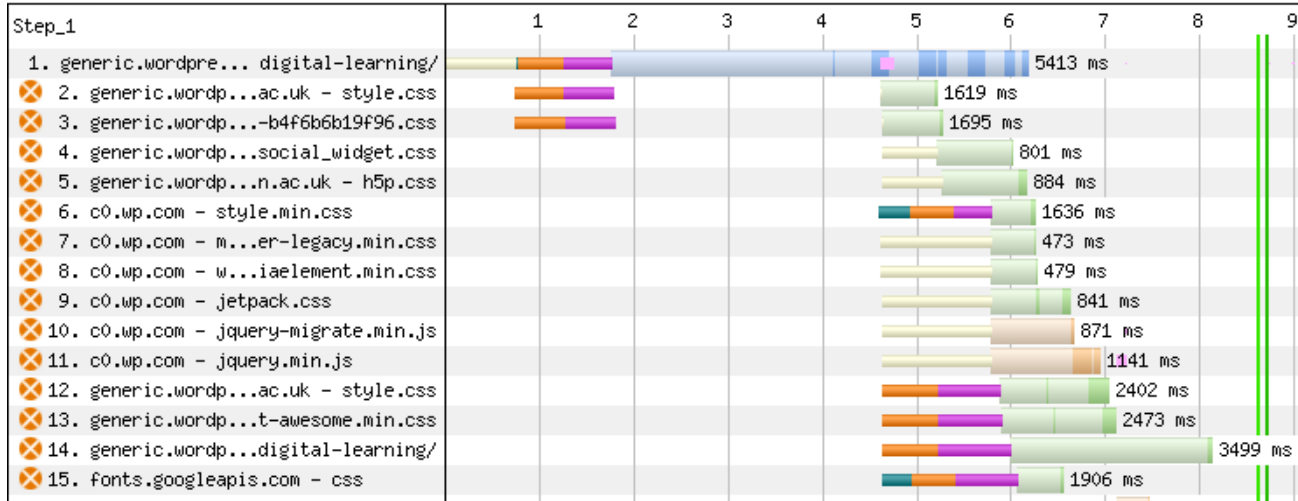 Step_1 1 2 3 4 5 6 7 8 9
1. generic.wordpre... digital-learning/ 5413 ms
2. generic.wordp...ac.uk - style.css 1619 ms
3. generic.wordp...-b4f6b6b19f96.css 1695 ms
4. generic.wordp...social_widget.css 801 ms
5. generic.wordp...n.ac.uk - h5p.css 884 ms
6. c0.wp.com - style.min.css 1636 ms
7. c0.wp.com - m...er-legacy.min.css 473 ms
8. c0.wp.com - w...iaelement.min.css 479 ms
9. c0.wp.com - jetpack.css 841 ms
10. c0.wp.com - jquery-migrate.min.js 871 ms
11. c0.wp.com - jquery.min.js 1141 ms
12. generic.wordp...ac.uk - style.css 2402 ms
13. generic.wordp...t-awesome.min.css 2473 ms
14. generic.wordp...digital-learning/ 3499 ms
15. fonts.googleapis.com - css 1906 ms